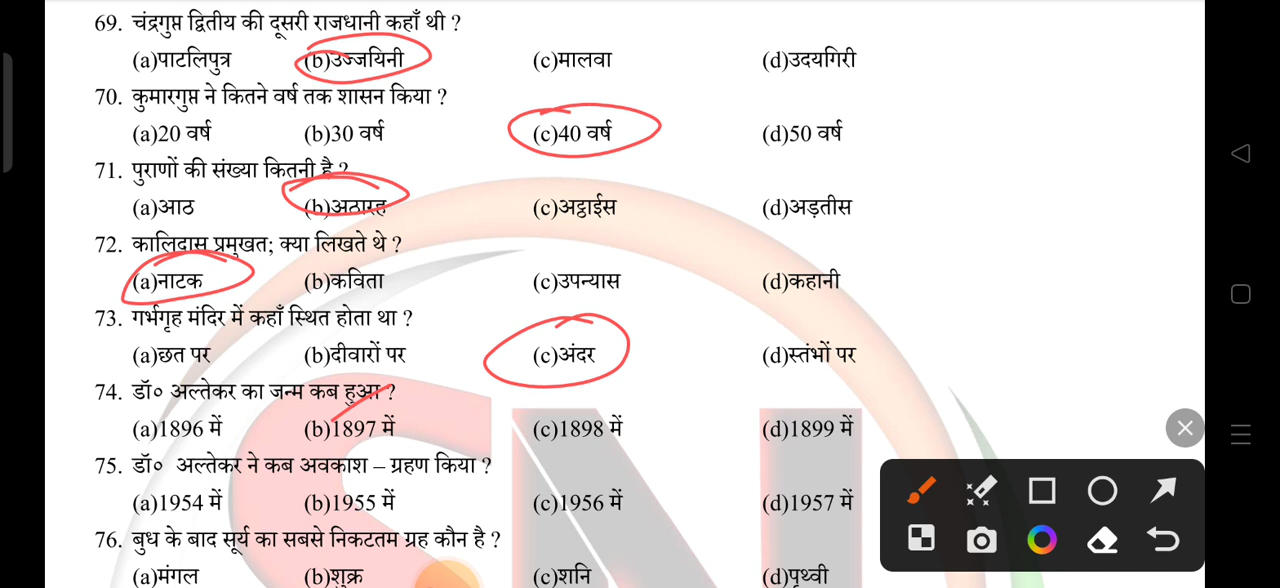 69. चंद्रगुप्त द्वितीय की दूसरी राजधानी कहाँ थी ?
(a)पाटलिपुत्र (b)उज्जयिनी (c)मालवा (d)उदयगिरी
70. कुमारगुप्त ने कितने वर्ष तक शासन किया ?
(a)20 वर्ष (b)30 वर्ष (c)40 वर्ष (d)50 वर्ष
71. पुराणों की संख्या कितनी है ?
(a)आठ (b)अठारह (c)अट्ठाईस (d)अड़तीस
72. कालिदास प्रमुखत; क्या लिखते थे ?
(a)नाटक (b)कविता (c)उपन्यास (d)कहानी
73. गर्भगृह मंदिर में कहाँ स्थित होता था ?
(a)छत पर (b)दीवारों पर (c)अंदर (d)स्तंभों पर
74. डॉ० अल्तेकर का जन्म कब हुआ ?
(a)1896 में (b)1897 में (c)1898 में (d)1899 में
75. डॉ० अल्तेकर ने कब अवकाश – ग्रहण किया ?
(a)1954 में (b)1955 में (c)1956 में (d)1957 में
76. बुध के बाद सूर्य का सबसे निकटतम ग्रह कौन है ?
(a)मंगल (b)शुक्र (c)शनि (d)पृथ्वी